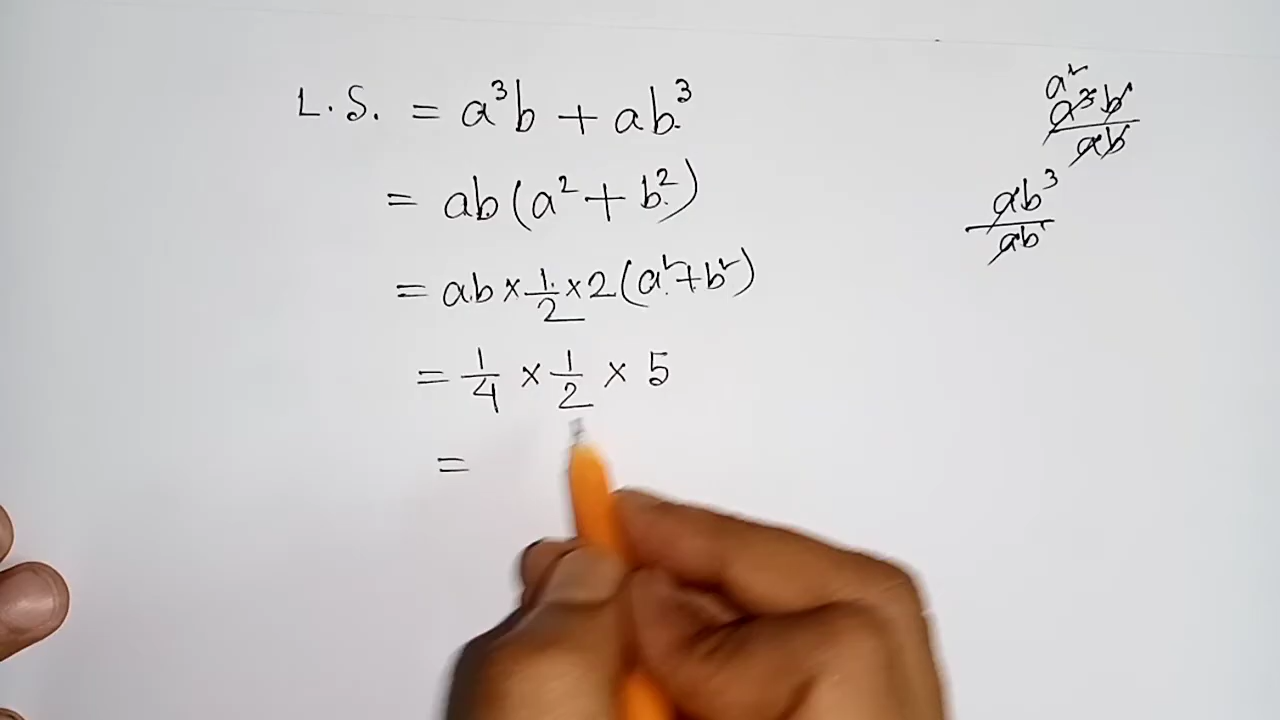 L.S. = a³b + ab³
= ab(a² + b²)
= ab × 1/2 × 2(a² + b²)
= 1/4 × 1/2 × 5
=
a²
a³b
ab
ab³
ab